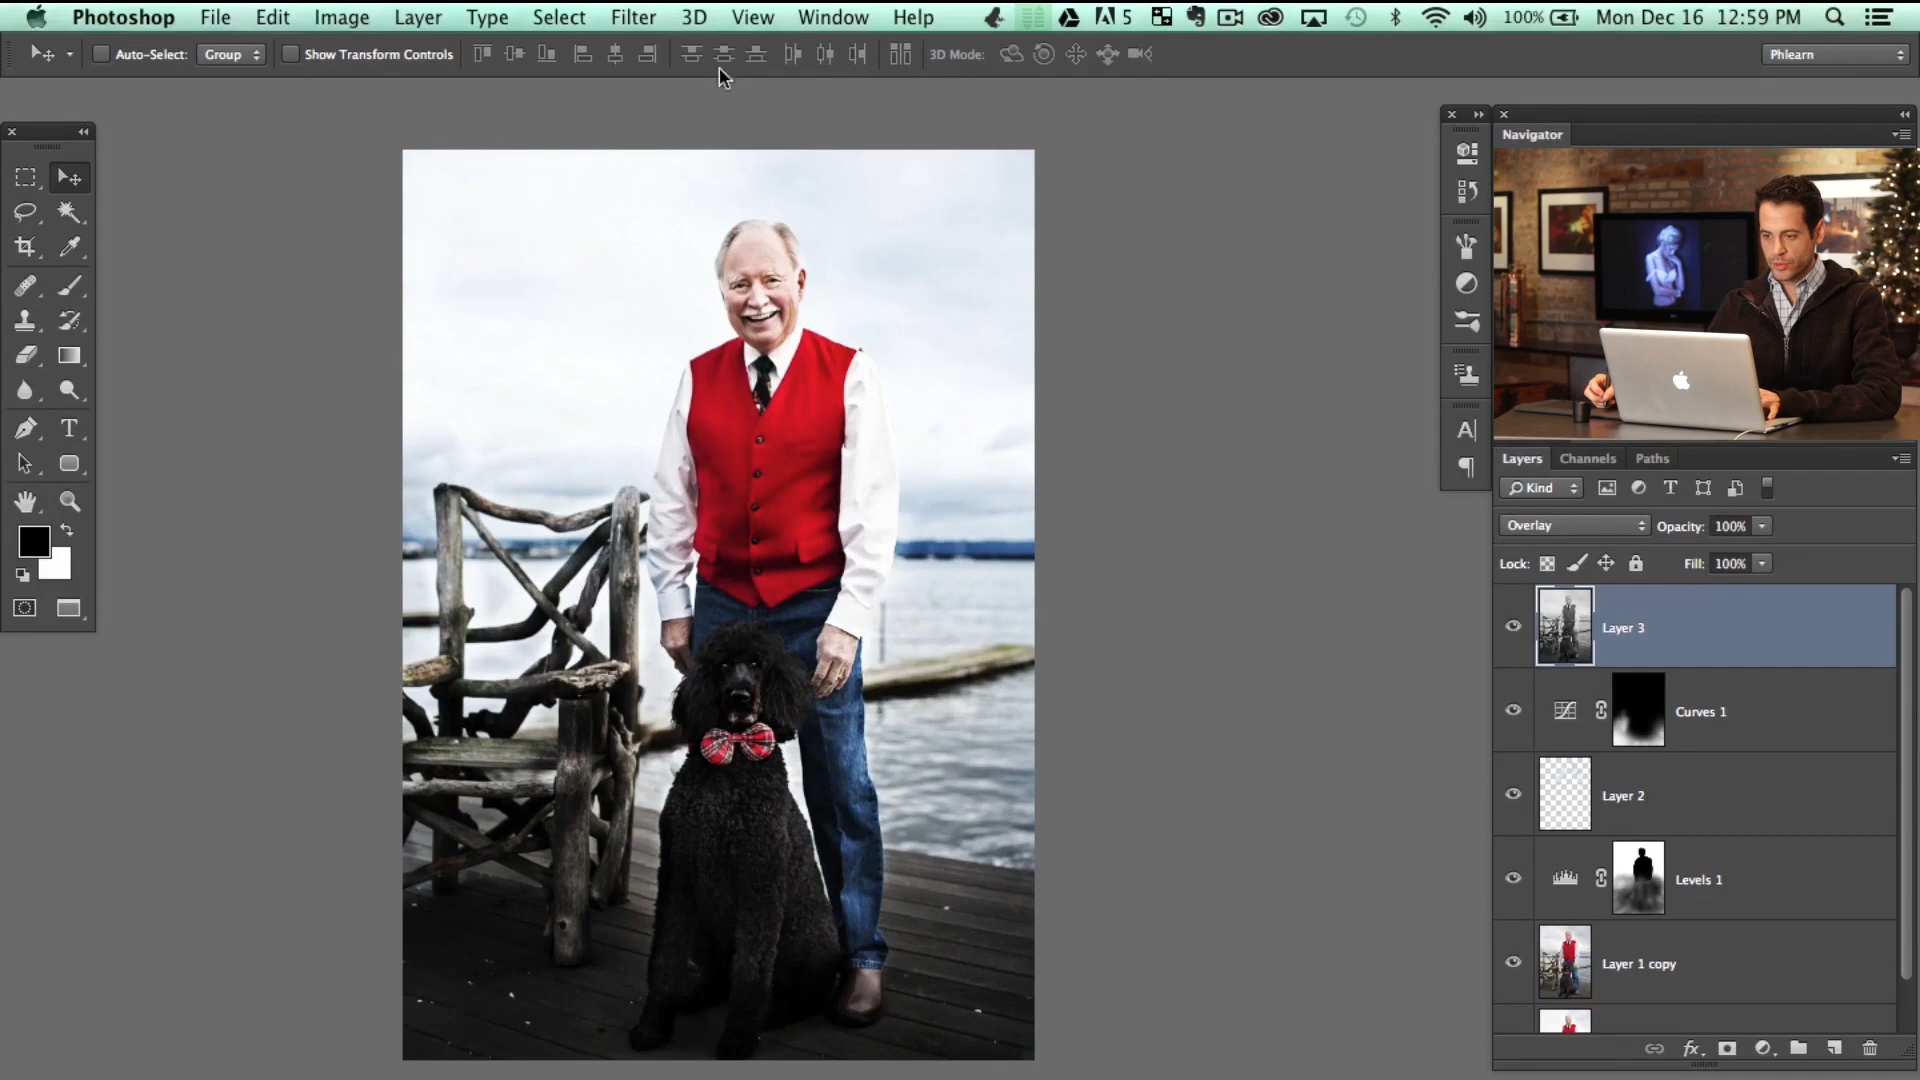 Photoshop File Edit Image Layer Type Select Filter 3D View Window Help 5 100% Mon Dec 16 12:59 PM
Auto-Select: Group Show Transform Controls 3D Mode: Phlearn
Navigator
Layers Channels Paths
Kind
Overlay Opacity: 100%
Lock: Fill: 100%
Layer 3
Curves 1
Layer 2
Levels 1
Layer 1 copy
fx